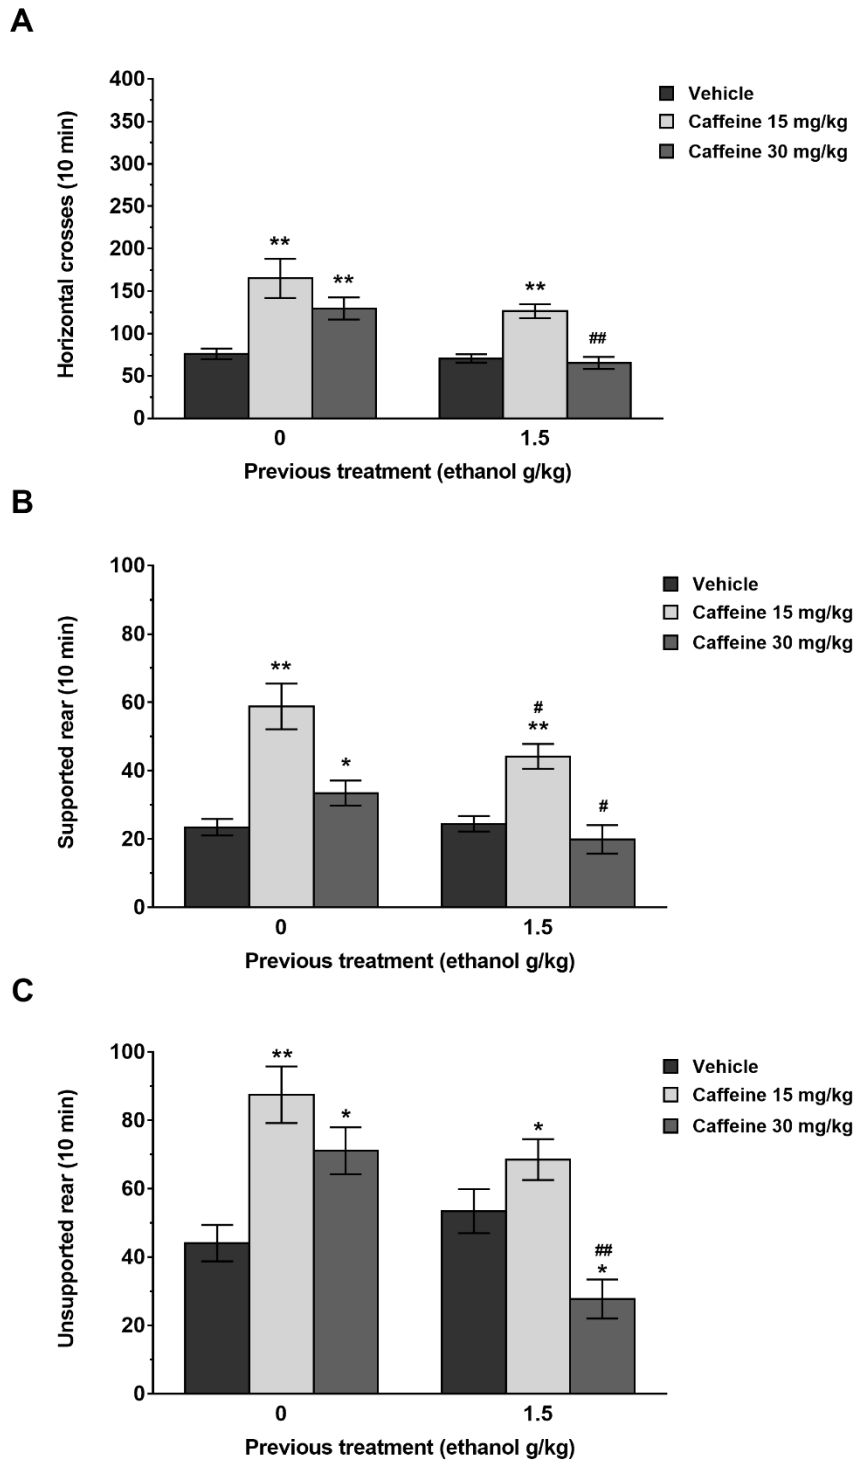 A
Horizontal crosses (10 min)
400
350
300
250
200
150
100
50
0
** ** ** ##
Vehicle
Caffeine 15 mg/kg
Caffeine 30 mg/kg
0 1.5
Previous treatment (ethanol g/kg)
B
Supported rear (10 min)
100
80
60
40
20
0
**
*
#
**
#
Vehicle
Caffeine 15 mg/kg
Caffeine 30 mg/kg
0 1.5
Previous treatment (ethanol g/kg)
C
Unsupported rear (10 min)
100
80
60
40
20
0
**
*
*
##
*
Vehicle
Caffeine 15 mg/kg
Caffeine 30 mg/kg
0 1.5
Previous treatment (ethanol g/kg)